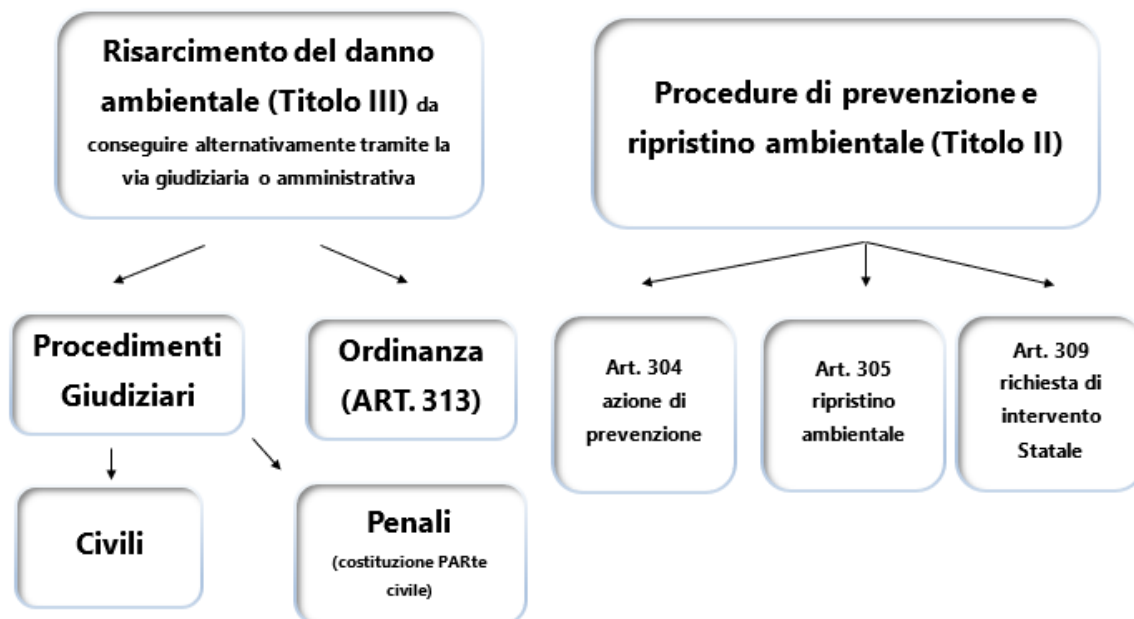 Risarcimento del danno
ambientale (Titolo III) da
conseguire alternativamente tramite la
via giudiziaria o amministrativa
Procedure di prevenzione e
ripristino ambientale (Titolo II)
Procedimenti
Giudiziari
Ordinanza
(ART. 313)
Art. 304
azione di
prevenzione
Art. 305
ripristino
ambientale
Art. 309
richiesta di
intervento
Statale
Civili
Penali
(costituzione PARte
civile)